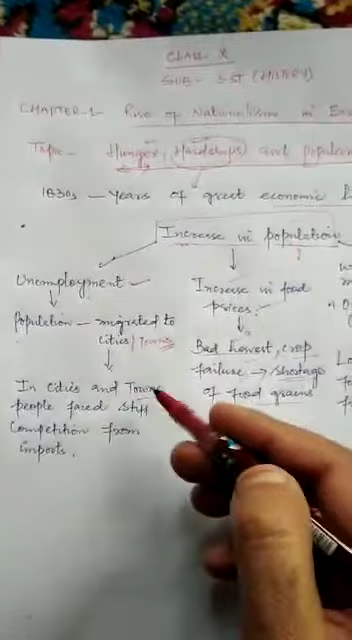 CLASS- X
SUB- SST (HISTORY)
CHAPTER-1 Rise of Nationalism in
Topic- Hunger, Hardships and
1830s - Years of great economic
Increase in population
Unemployment
Increase in food
prices
Population - migrated to
cities/Towns
Bad havest, crop
failure → shostage
of food grains
In cities and Towns
people faced stiff
Competition from
imports.